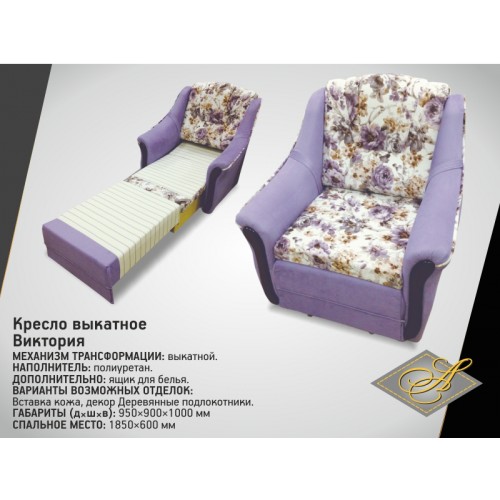 Кресло выкатное
Виктория
МЕХАНИЗМ ТРАНСФОРМАЦИИ: выкатной.
НАПОЛНИТЕЛЬ: полиуретан.
ДОПОЛНИТЕЛЬНО: ящик для белья.
ВАРИАНТЫ ВОЗМОЖНЫХ ОТДЕЛОК:
Вставка кожа, декор Деревянные подлокотники.
ГАБАРИТЫ (д×ш×в): 950×900×1000 мм
СПАЛЬНОЕ МЕСТО: 1850×600 мм
А